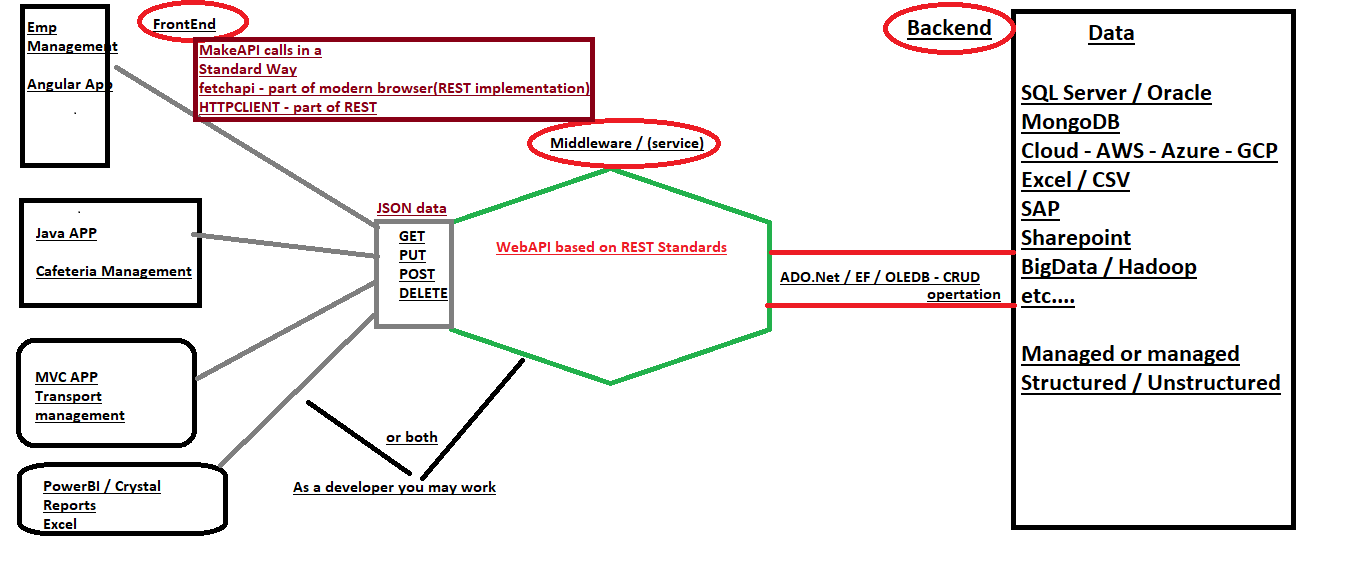 Emp
Management
Angular App
FrontEnd
MakeAPI calls in a
Standard Way
fetchapi - part of modern browser(REST implementation)
HTTPCLIENT - part of REST
Middleware / (service)
Backend
Data
SQL Server / Oracle
MongoDB
Cloud - AWS - Azure - GCP
Excel / CSV
SAP
Sharepoint
BigData / Hadoop
etc....
Managed or managed
Structured / Unstructured
Java APP
Cafeteria Management
JSON data
GET
PUT
POST
DELETE
WebAPI based on REST Standards
ADO.Net / EF / OLEDB - CRUD
opertation
MVC APP
Transport
management
or both
As a developer you may work
PowerBI / Crystal
Reports
Excel